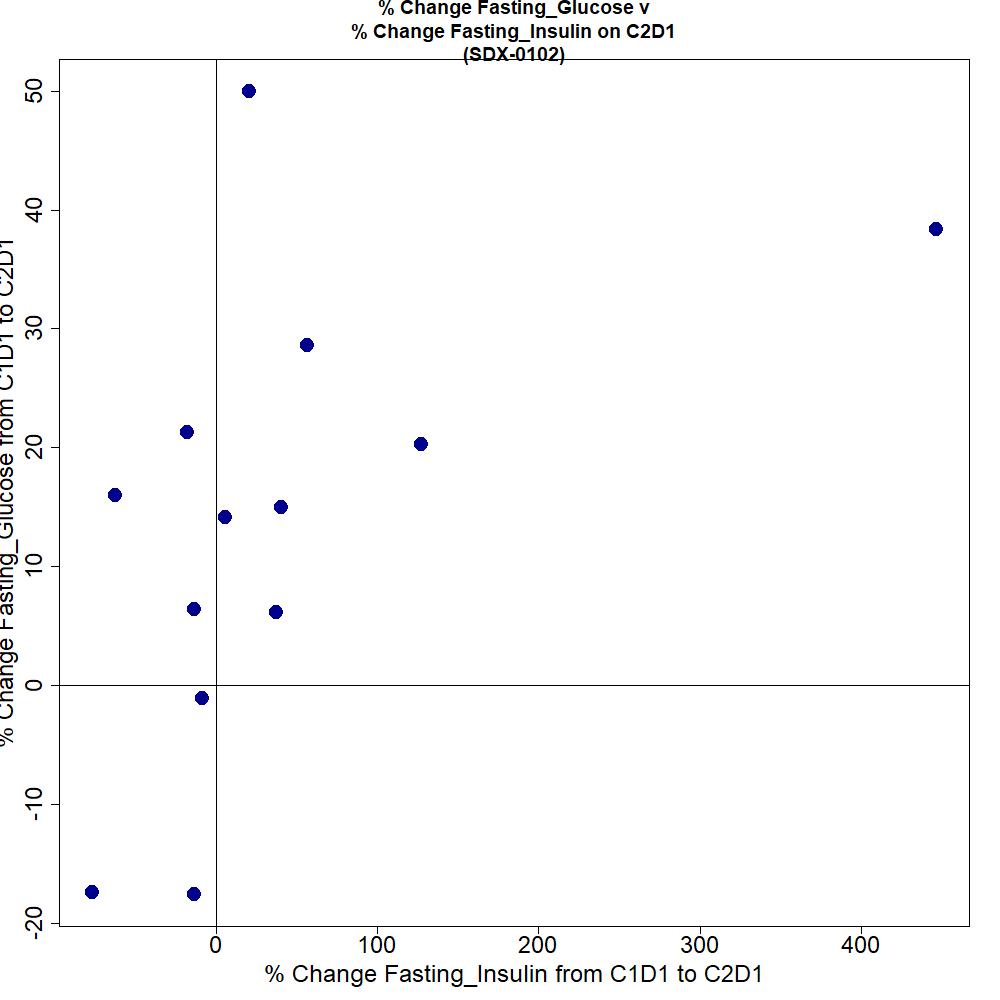 % Change Fasting_Glucose v
% Change Fasting_Insulin on C2D1
(SDX-0102)
% Change Fasting_Glucose from C1D1 to C2D1
50
40
30
20
10
0
-10
-20
0 100 200 300 400
% Change Fasting_Insulin from C1D1 to C2D1